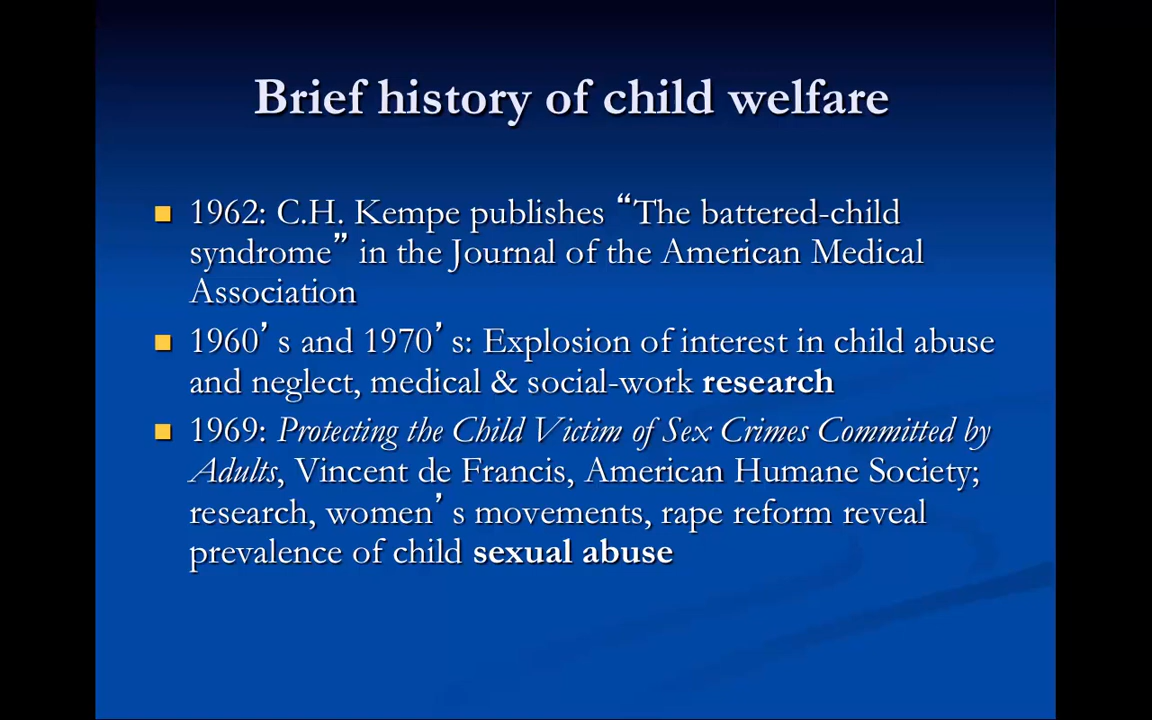 Brief history of child welfare
1962: C.H. Kempe publishes “The battered-child
syndrome” in the Journal of the American Medical
Association
1960’s and 1970’s: Explosion of interest in child abuse
and neglect, medical & social-work research
1969: Protecting the Child Victim of Sex Crimes Committed by
Adults, Vincent de Francis, American Humane Society;
research, women’s movements, rape reform reveal
prevalence of child sexual abuse